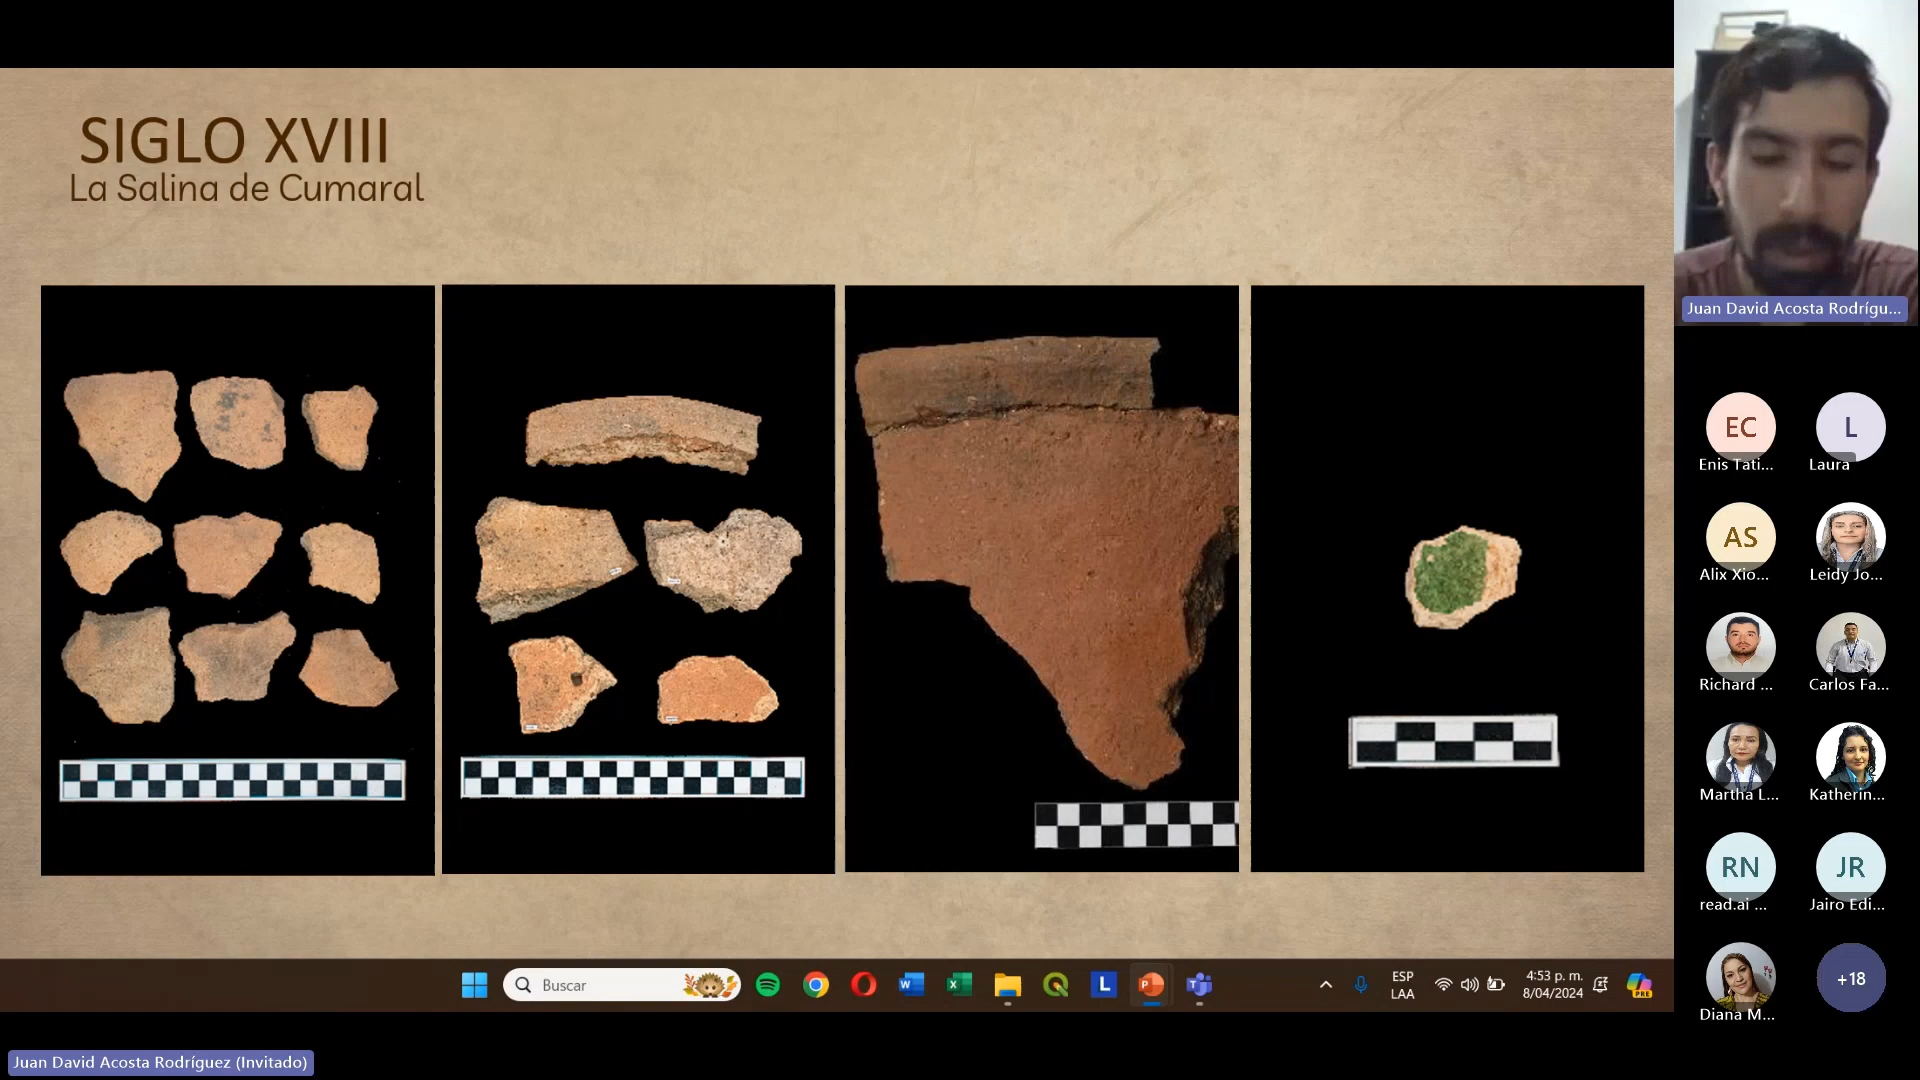 SIGLO XVIII
La Salina de Cumaral
Juan David Acosta Rodrígu...
EC
L
Enis Tati...
Laura
AS
Alix Xio...
Leidy Jo...
Richard ...
Carlos Fa...
Martha L...
Katherin...
RN
JR
read.ai ...
Jairo Edi...
Diana M...
+18
Buscar
ESP
LAA
4:53 p. m.
8/04/2024
Juan David Acosta Rodríguez (Invitado)